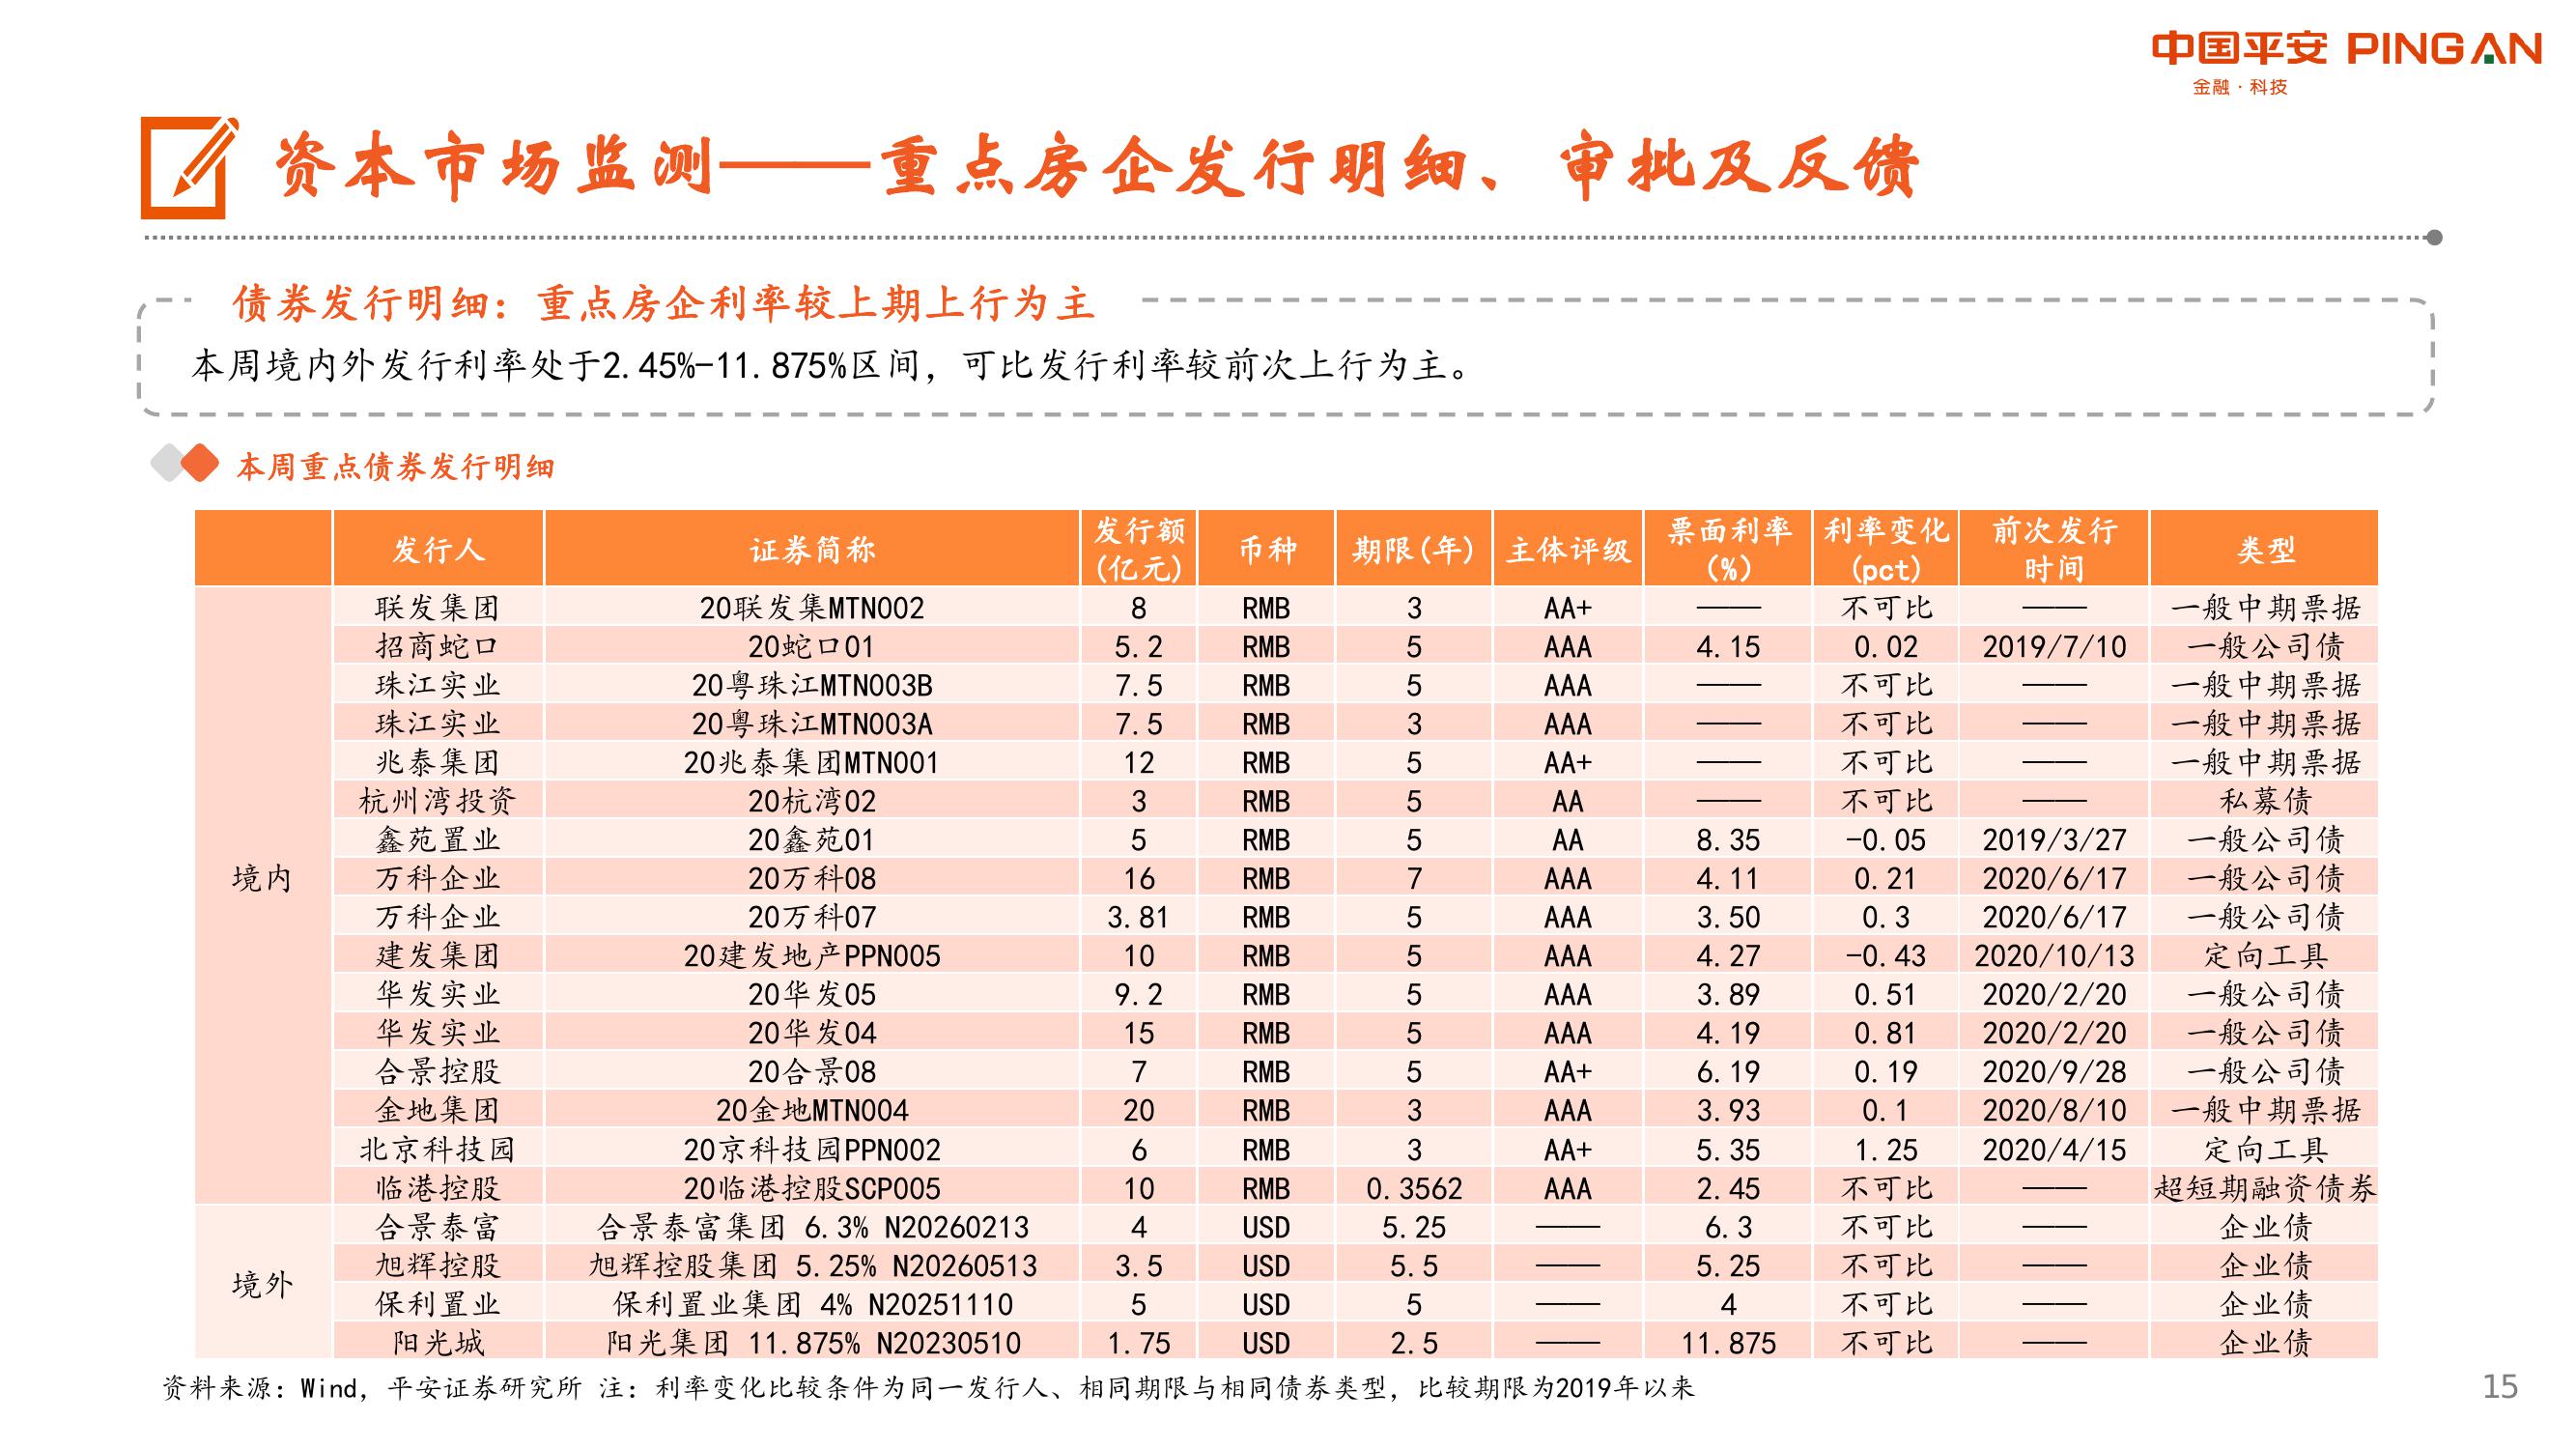 中国平安 PINGAN
金融·科技
资本市场监测——重点房企发行明细、审批及反馈
债券发行明细：重点房企利率较上期上行为主
本周境内外发行利率处于2.45%-11.875%区间，可比发行利率较前次上行为主。
本周重点债券发行明细
发行人 证券简称 发行额(亿元) 币种 期限(年) 主体评级 票面利率(%) 利率变化(pct) 前次发行时间 类型
境内
联发集团 20联发集MTN002 8 RMB 3 AA+ —— 不可比 —— 一般中期票据
招商蛇口 20蛇口01 5.2 RMB 5 AAA 4.15 0.02 2019/7/10 一般公司债
珠江实业 20粤珠江MTN003B 7.5 RMB 5 AAA —— 不可比 —— 一般中期票据
珠江实业 20粤珠江MTN003A 7.5 RMB 3 AAA —— 不可比 —— 一般中期票据
兆泰集团 20兆泰集团MTN001 12 RMB 5 AA+ —— 不可比 —— 一般中期票据
杭州湾投资 20杭湾02 3 RMB 5 AA —— 不可比 —— 私募债
鑫苑置业 20鑫苑01 5 RMB 5 AA 8.35 -0.05 2019/3/27 一般公司债
万科企业 20万科08 16 RMB 7 AAA 4.11 0.21 2020/6/17 一般公司债
万科企业 20万科07 3.81 RMB 5 AAA 3.50 0.3 2020/6/17 一般公司债
建发集团 20建发地产PPN005 10 RMB 5 AAA 4.27 -0.43 2020/10/13 定向工具
华发实业 20华发05 9.2 RMB 5 AAA 3.89 0.51 2020/2/20 一般公司债
华发实业 20华发04 15 RMB 5 AAA 4.19 0.81 2020/2/20 一般公司债
合景控股 20合景08 7 RMB 5 AA+ 6.19 0.19 2020/9/28 一般公司债
金地集团 20金地MTN004 20 RMB 3 AAA 3.93 0.1 2020/8/10 一般中期票据
北京科技园 20京科技园PPN002 6 RMB 3 AA+ 5.35 1.25 2020/4/15 定向工具
临港控股 20临港控股SCP005 10 RMB 0.3562 AAA 2.45 不可比 —— 超短期融资债券
境外
合景泰富 合景泰富集团 6.3% N20260213 4 USD 5.25 —— 6.3 不可比 —— 企业债
旭辉控股 旭辉控股集团 5.25% N20260513 3.5 USD 5.5 —— 5.25 不可比 —— 企业债
保利置业 保利置业集团 4% N20251110 5 USD 5 —— 4 不可比 —— 企业债
阳光城 阳光集团 11.875% N20230510 1.75 USD 2.5 —— 11.875 不可比 —— 企业债
资料来源：Wind，平安证券研究所 注：利率变化比较条件为同一发行人、相同期限与相同债券类型，比较期限为2019年以来
15